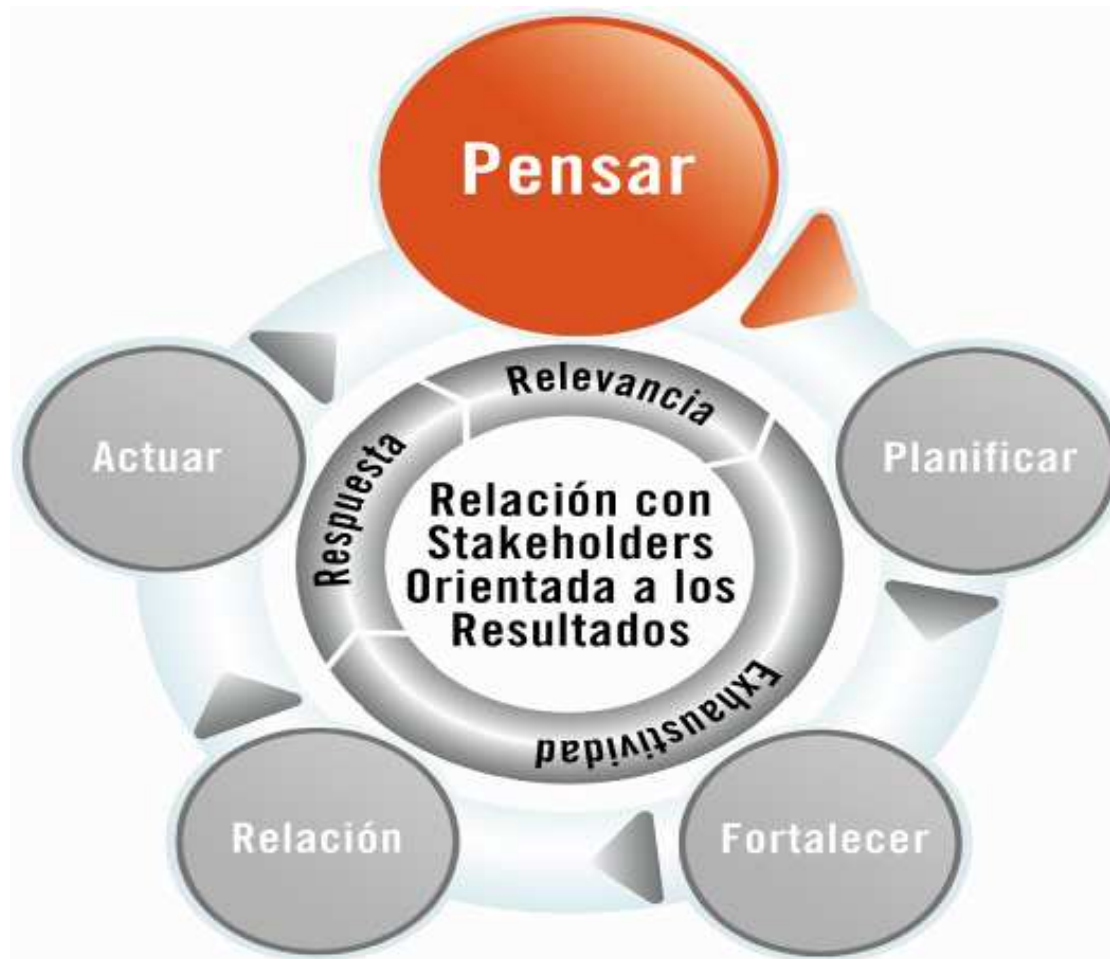 Pensar
Planificar
Fortalecer
Relación
Actuar
Relevancia
Exhaustividad
Respuesta
Relación con
Stakeholders
Orientada a los
Resultados